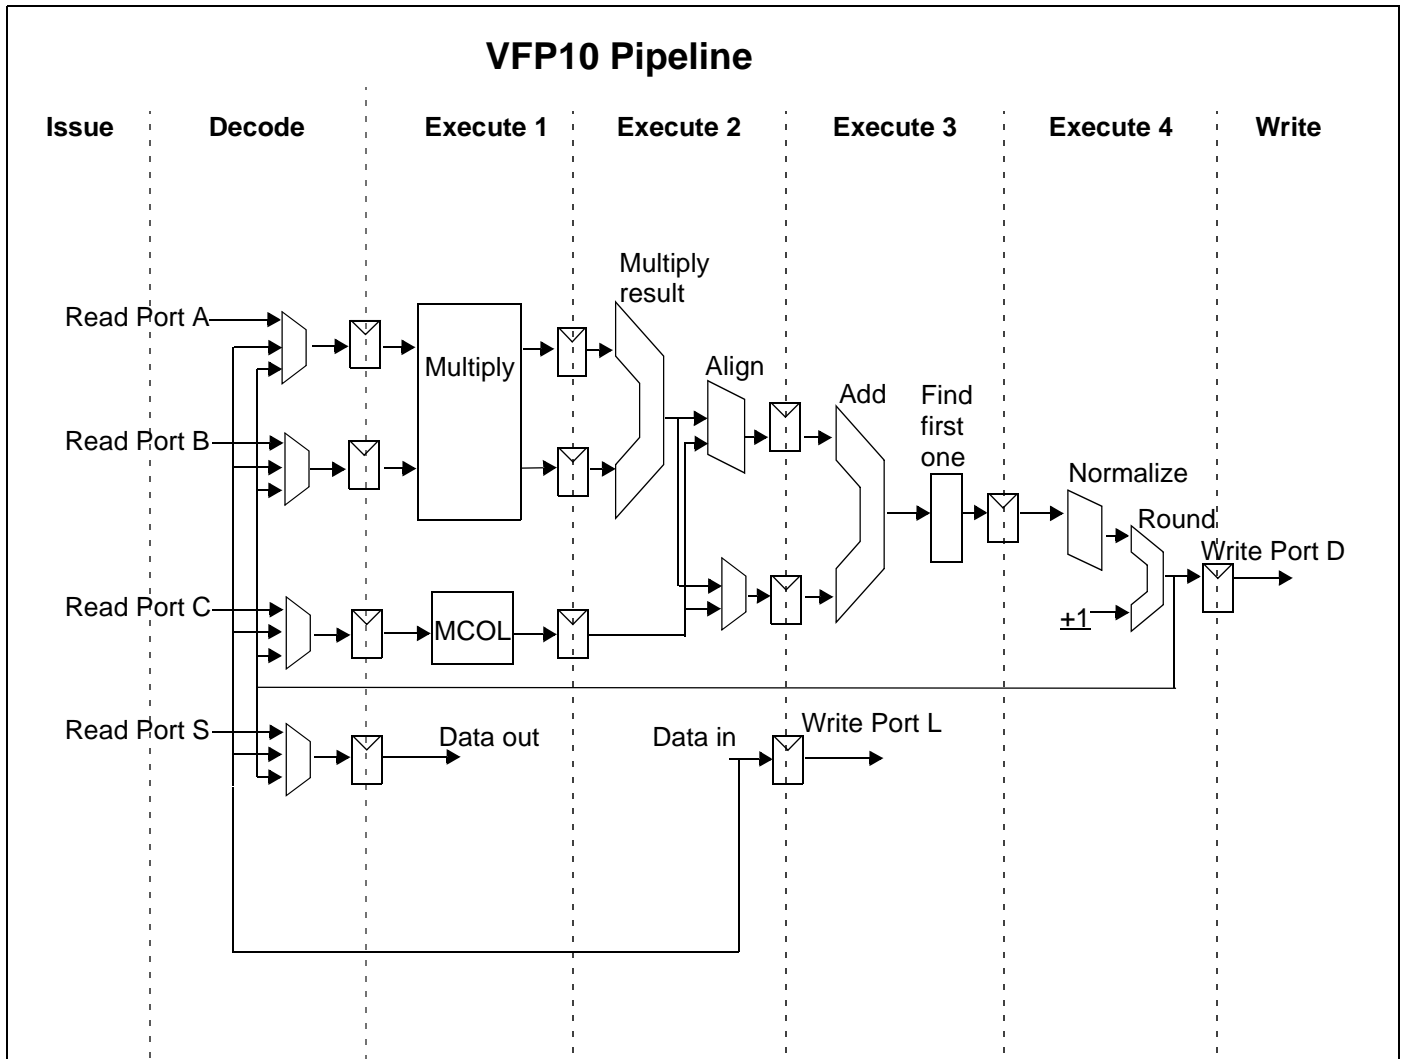 VFP10 Pipeline
Issue
Decode
Execute 1
Execute 2
Execute 3
Execute 4
Write
Multiply
result
Read Port A
Multiply
Align
Add
Find
first
one
Read Port B
Normalize
Round
Write Port D
Read Port C
MCOL
+1
Read Port S
Data out
Data in
Write Port L